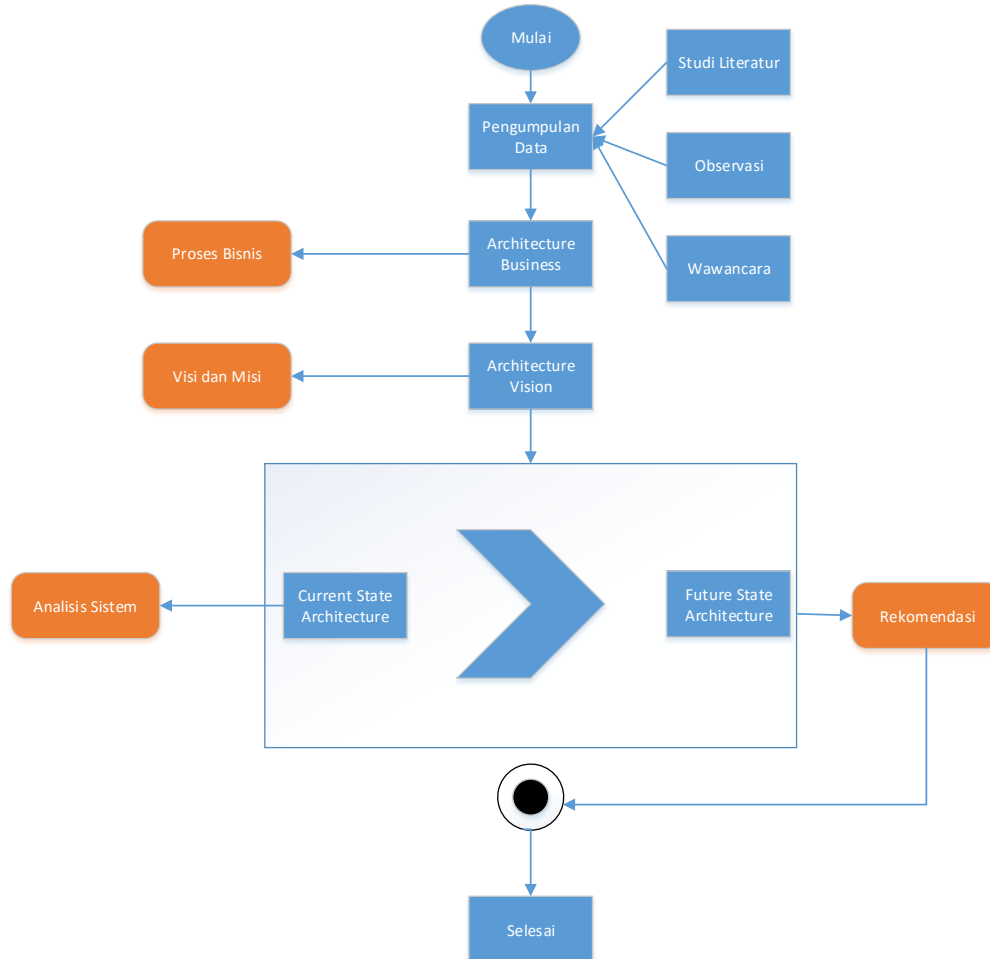 Mulai
Studi Literatur
Pengumpulan
Data
Observasi
Proses Bisnis
Architecture
Business
Wawancara
Visi dan Misi
Architecture
Vision
Analisis Sistem
Current State
Architecture
Future State
Architecture
Rekomendasi
Selesai